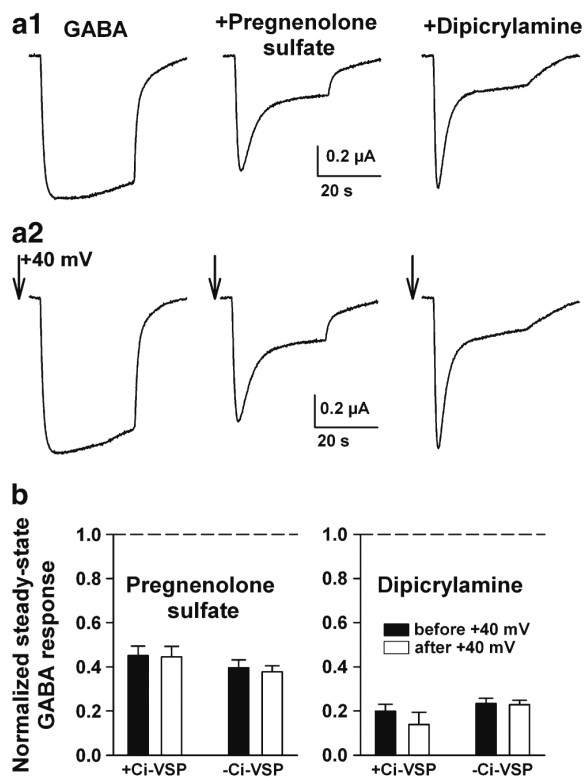 a1
GABA
+Pregnenolone
sulfate
+Dipicrylamine
0.2 µA
20 s
a2
+40 mV
0.2 µA
20 s
b
Normalized steady-state
GABA response
1.0
0.8
0.6
0.4
0.2
0.0
Pregnenolone
sulfate
+Ci-VSP
-Ci-VSP
1.0
0.8
0.6
0.4
0.2
0.0
Dipicrylamine
before +40 mV
after +40 mV
+Ci-VSP
-Ci-VSP